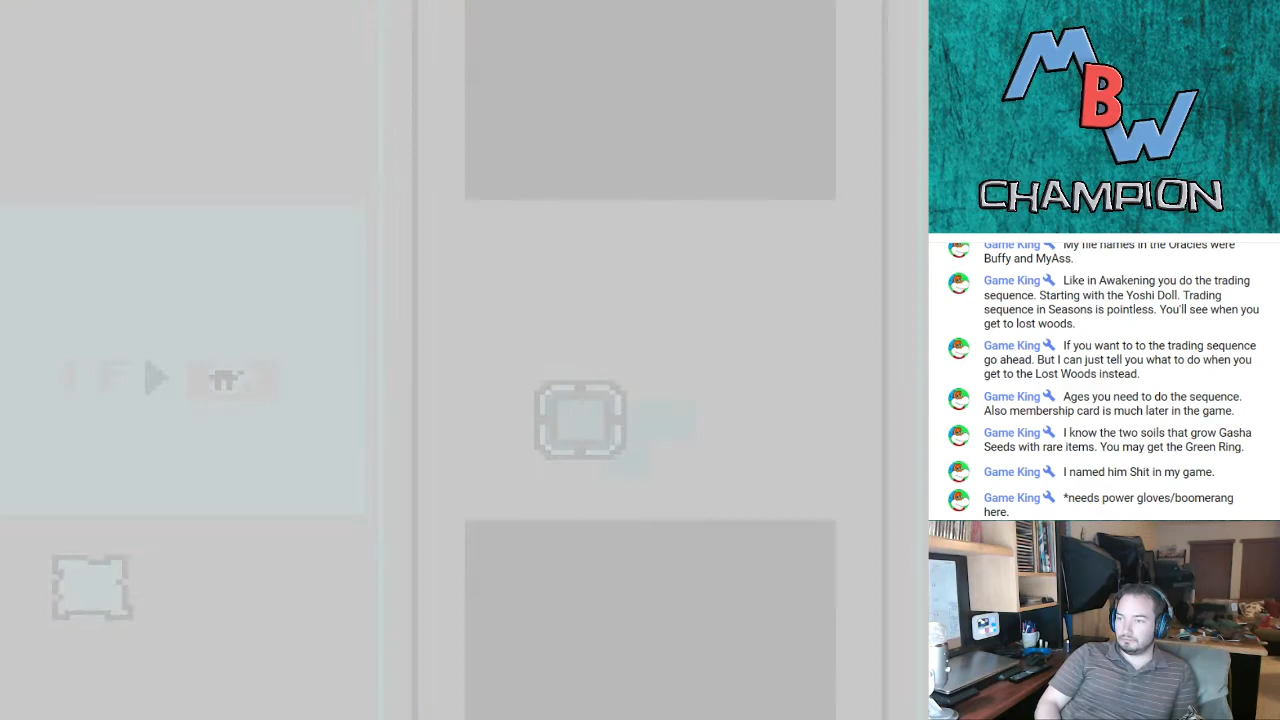 MBW
CHAMPION
Game King My file names in the Oracles were
Buffy and MyAss.
Game King Like in Awakening you do the trading
sequence. Starting with the Yoshi Doll. Trading
sequence in Seasons is pointless. You'll see when you
get to lost woods.
Game King If you want to to the trading sequence
go ahead. But I can just tell you what to do when you
get to the Lost Woods instead.
Game King Ages you need to do the sequence.
Also membership card is much later in the game.
Game King I know the two soils that grow Gasha
Seeds with rare items. You may get the Green Ring.
Game King I named him Shit in my game.
Game King *needs power gloves/boomerang
here.